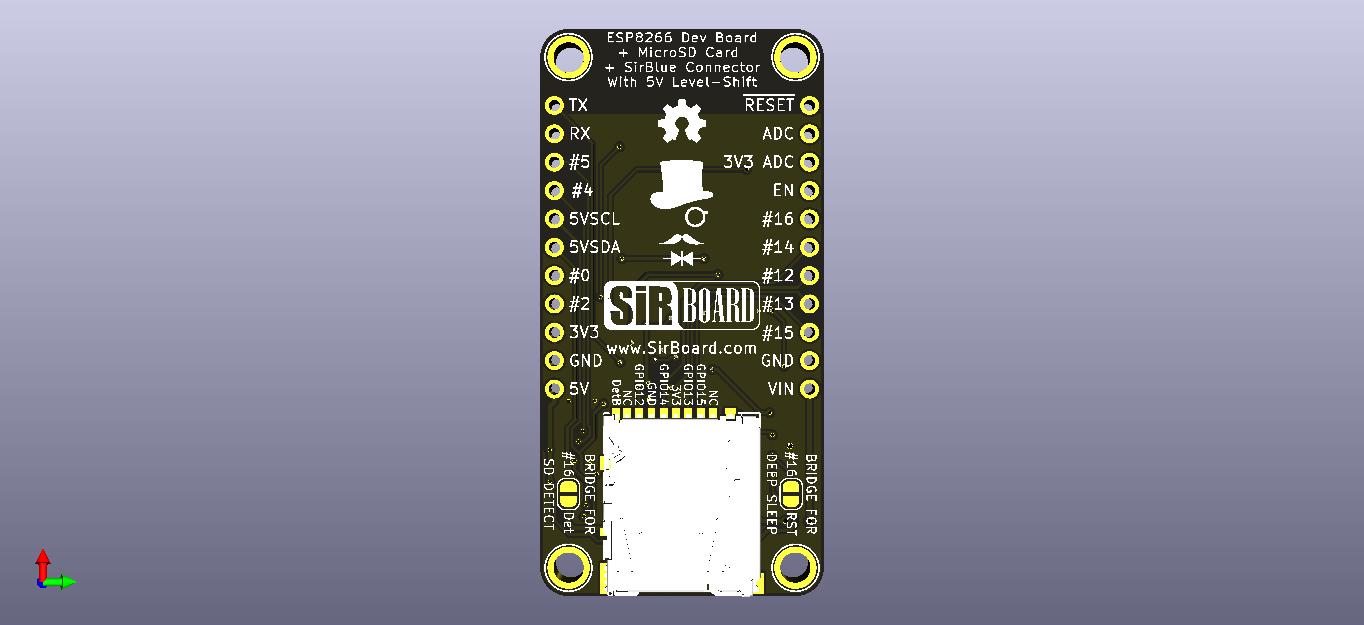 ESP8266 Dev Board
+ MicroSD Card
+ SirBlue Connector
With 5V Level-Shift
TX
RX
#5
#4
5VSCL
5VSDA
#0
#2
3V3
GND
5V
RESET
ADC
3V3 ADC
EN
#16
#14
#12
#13
#15
GND
VIN
SiRBOARD
www.SirBoard.com
DetB
NC
GPIO12
GND
GPIO14
3V3
GPIO13
GPIO15
NC
BRIDGE FOR
#16 Det
SD DETECT
BRIDGE FOR
#16 RST
DEEP SLEEP